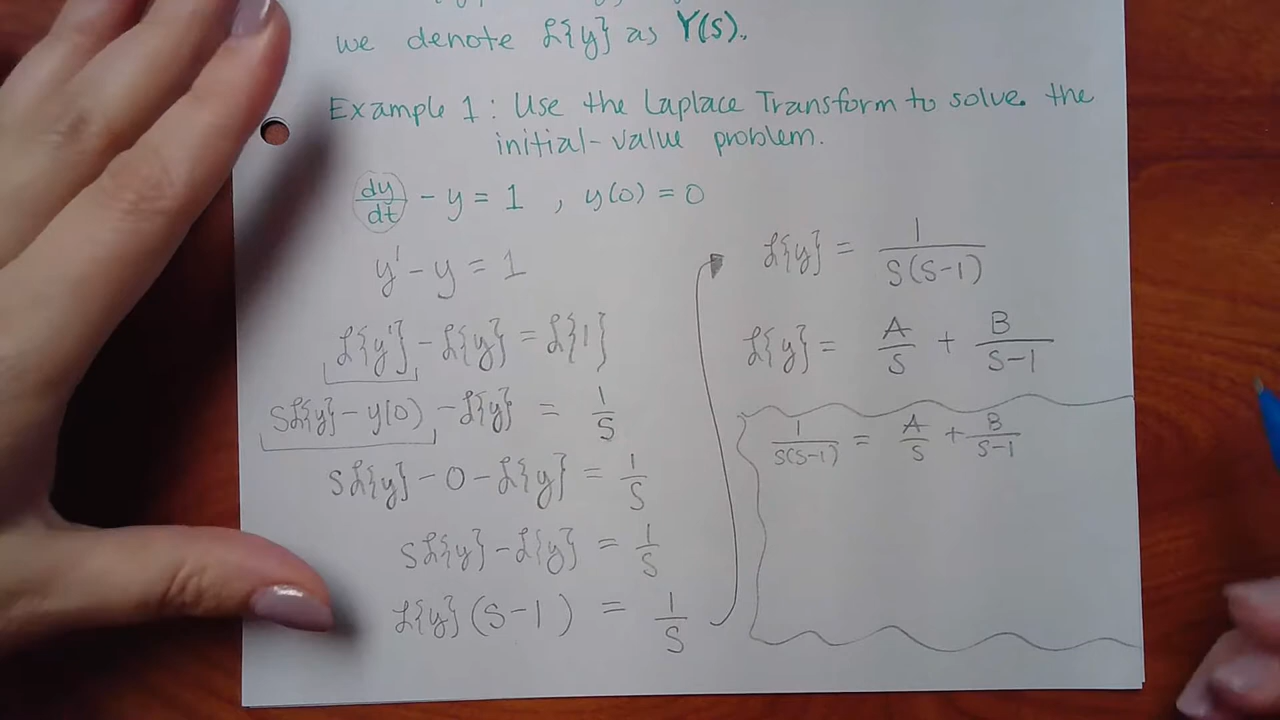 we denote ℒ{y} as Y(s).
Example 1: Use the Laplace Transform to solve the
initial-value problem.
dy/dt - y = 1 , y(0) = 0
y' - y = 1
ℒ{y'} - ℒ{y} = ℒ{1}
sℒ{y} - y(0) - ℒ{y} = 1/s
sℒ{y} - 0 - ℒ{y} = 1/s
sℒ{y} - ℒ{y} = 1/s
ℒ{y}(s-1) = 1/s
ℒ{y} = 1/(s(s-1))
ℒ{y} = A/s + B/(s-1)
1/(s(s-1)) = A/s + B/(s-1)